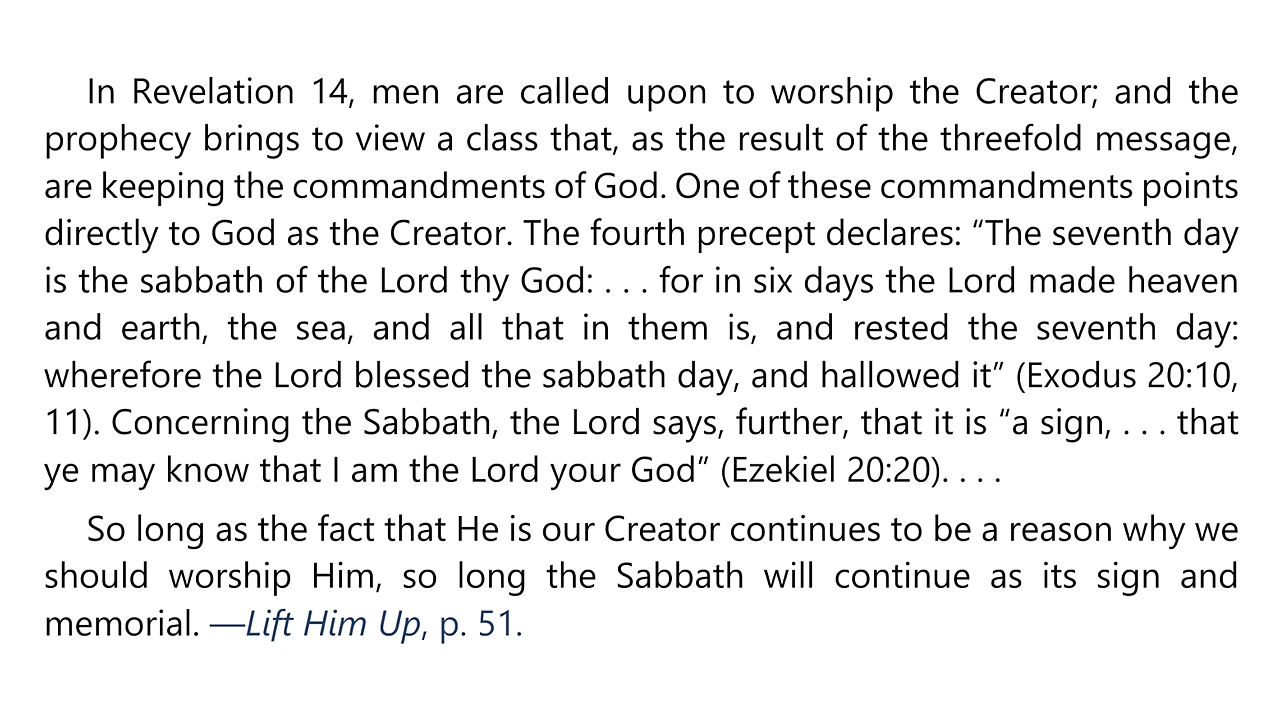 In Revelation 14, men are called upon to worship the Creator; and the
prophecy brings to view a class that, as the result of the threefold message,
are keeping the commandments of God. One of these commandments points
directly to God as the Creator. The fourth precept declares: “The seventh day
is the sabbath of the Lord thy God: . . . for in six days the Lord made heaven
and earth, the sea, and all that in them is, and rested the seventh day:
wherefore the Lord blessed the sabbath day, and hallowed it” (Exodus 20:10,
11). Concerning the Sabbath, the Lord says, further, that it is “a sign, . . . that
ye may know that I am the Lord your God” (Ezekiel 20:20). . . .
So long as the fact that He is our Creator continues to be a reason why we
should worship Him, so long the Sabbath will continue as its sign and
memorial. —Lift Him Up, p. 51.